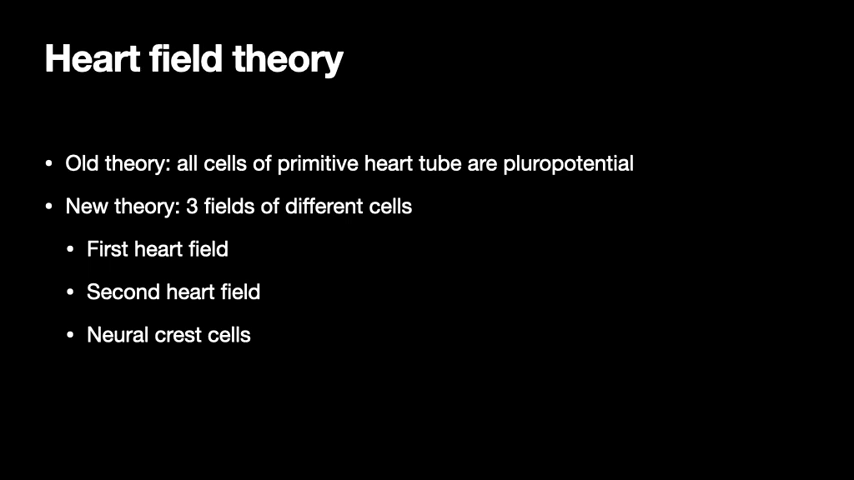 Heart field theory
• Old theory: all cells of primitive heart tube are pluropotential
• New theory: 3 fields of different cells
• First heart field
• Second heart field
• Neural crest cells